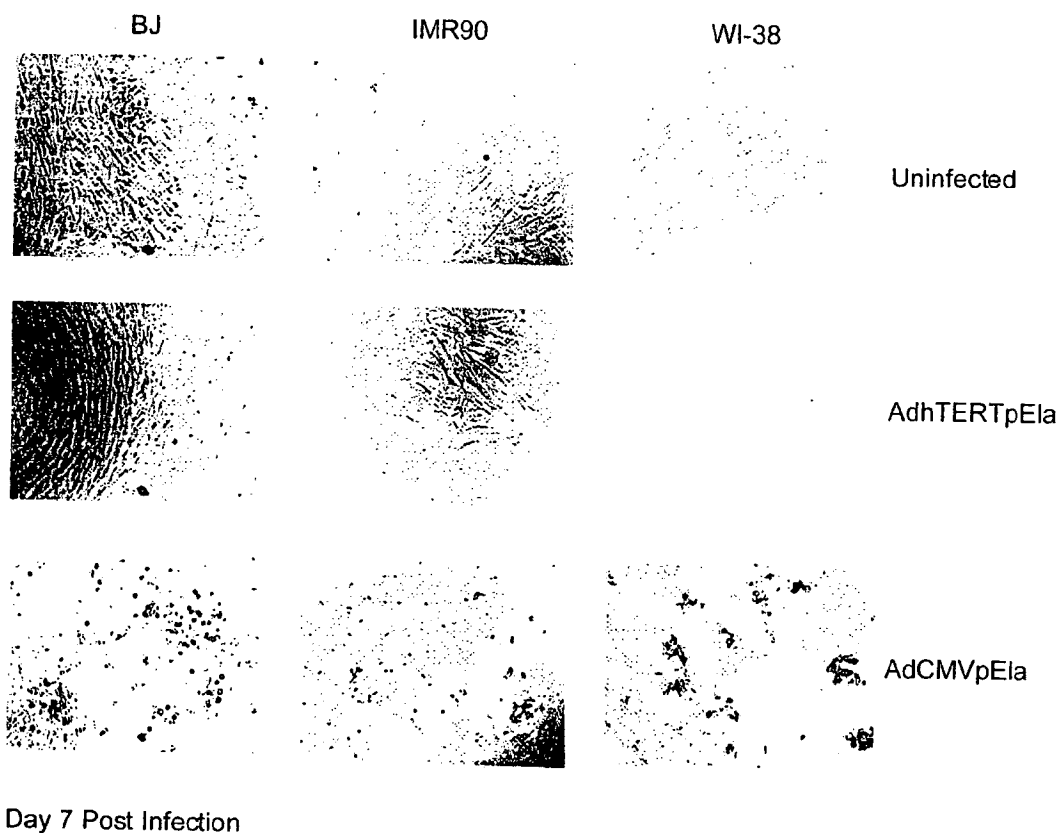 BJ
IMR90
WI-38
Uninfected
AdhTERTpEla
AdCMVpEla
Day 7 Post Infection